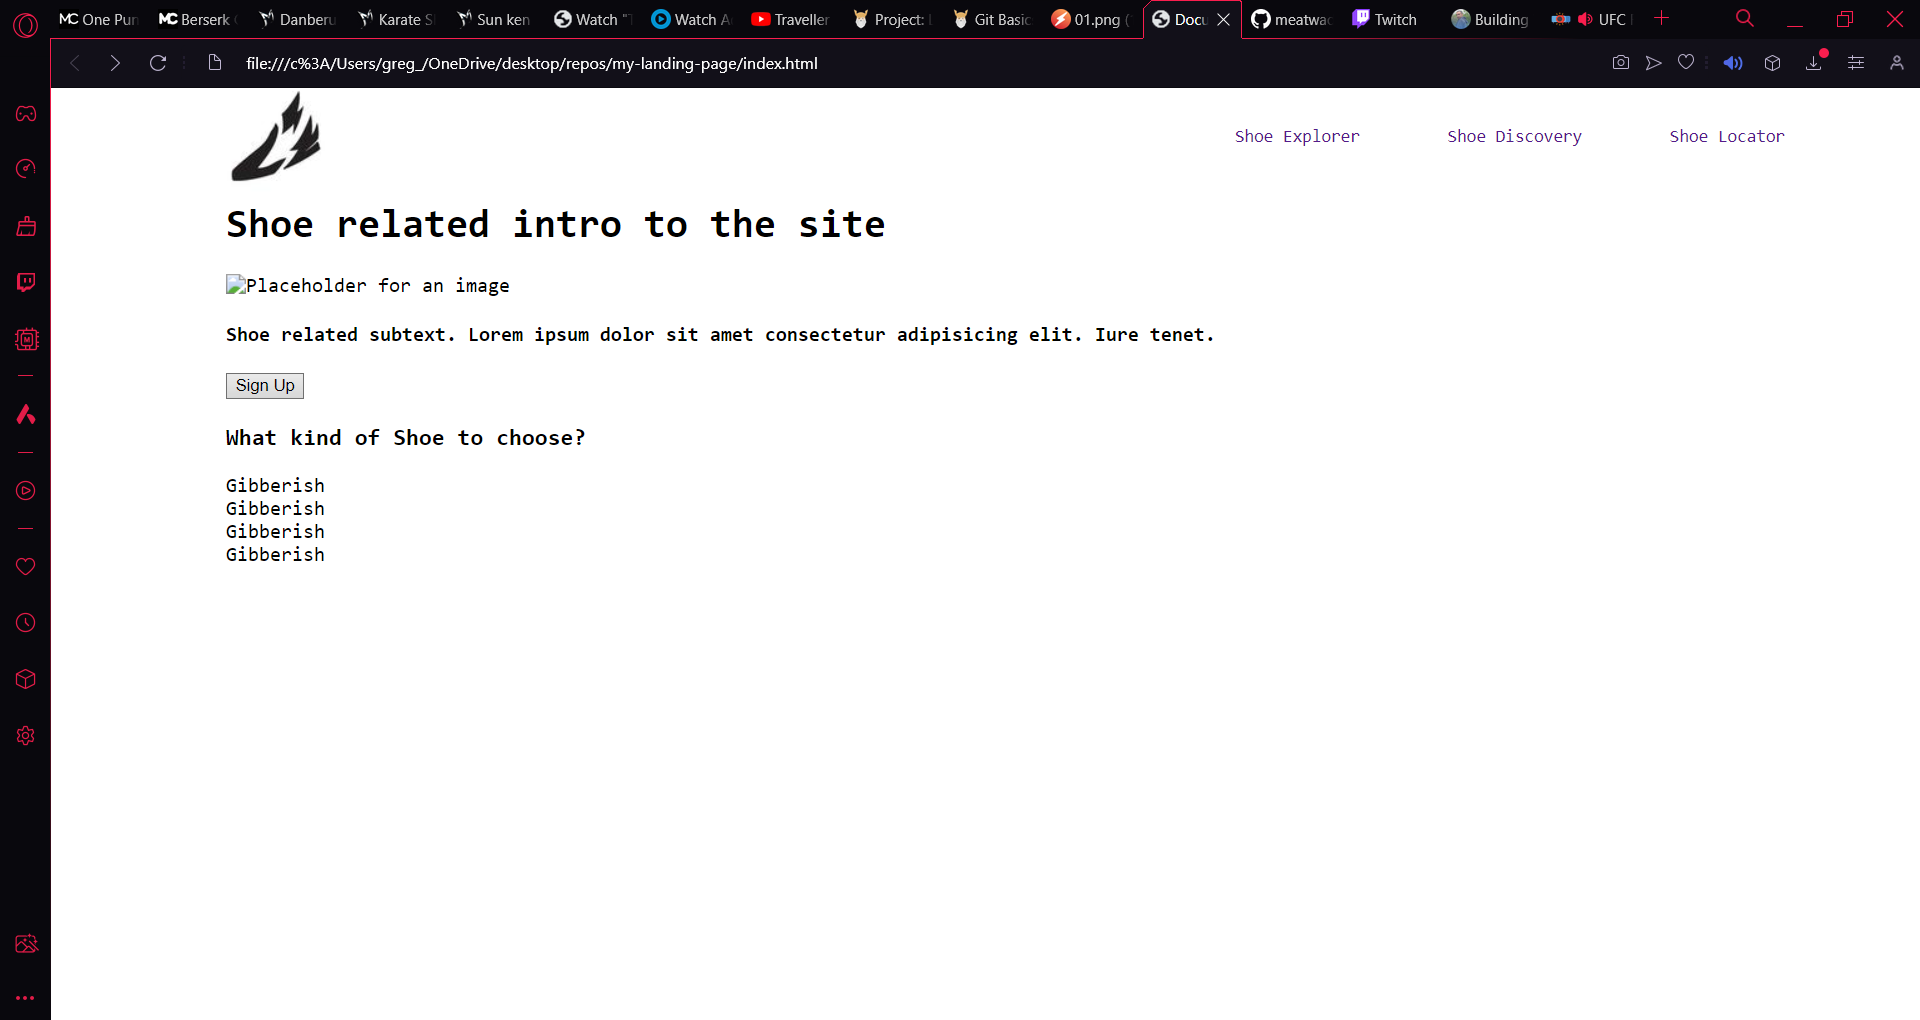 MC One Pun MC Berserk Danberu Karate S Sun ken Watch "T Watch A Traveller Project: L Git Basic 01.png ( Docu meatwac Twitch Building UFC
file:///c%3A/Users/greg_/OneDrive/desktop/repos/my-landing-page/index.html
Shoe Explorer Shoe Discovery Shoe Locator
Shoe related intro to the site
Placeholder for an image
Shoe related subtext. Lorem ipsum dolor sit amet consectetur adipisicing elit. Iure tenet.
Sign Up
What kind of Shoe to choose?
Gibberish
Gibberish
Gibberish
Gibberish